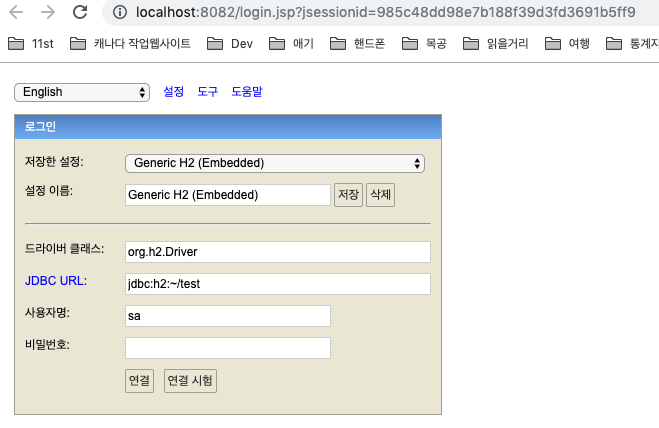 localhost:8082/login.jsp?jsessionid=985c48dd98e7b188f39d3fd3691b5ff9
11st 캐나다 작업웹사이트 Dev 애기 핸드폰 목공 읽을거리 여행 통계지
English 설정 도구 도움말
로그인
저장한 설정: Generic H2 (Embedded)
설정 이름: Generic H2 (Embedded) 저장 삭제
드라이버 클래스: org.h2.Driver
JDBC URL: jdbc:h2:~/test
사용자명: sa
비밀번호:
연결 연결 시험